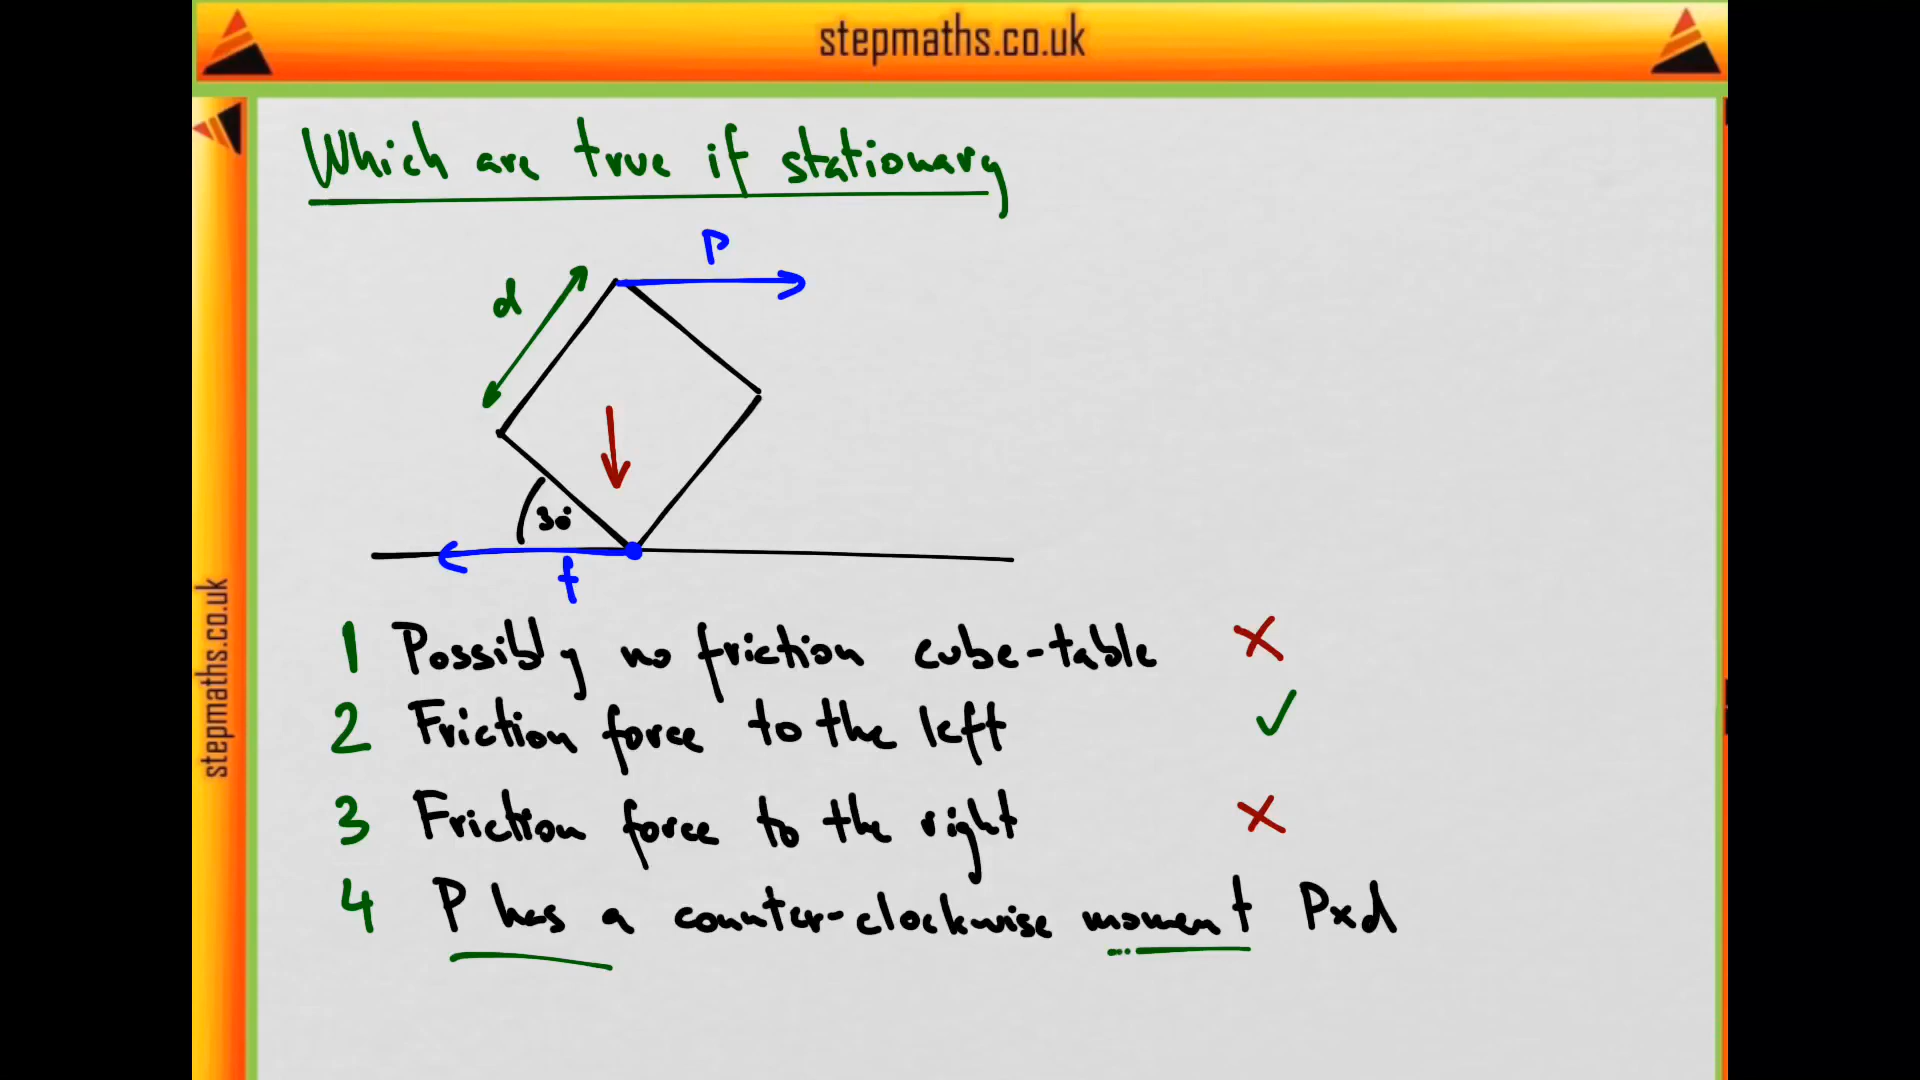 stepmaths.co.uk
stepmaths.co.uk
Which are true if stationary
P
d
30°
f
1 Possibly no friction cube-table ✗
2 Friction force to the left ✓
3 Friction force to the right ✗
4 P has a counter-clockwise moment P×d